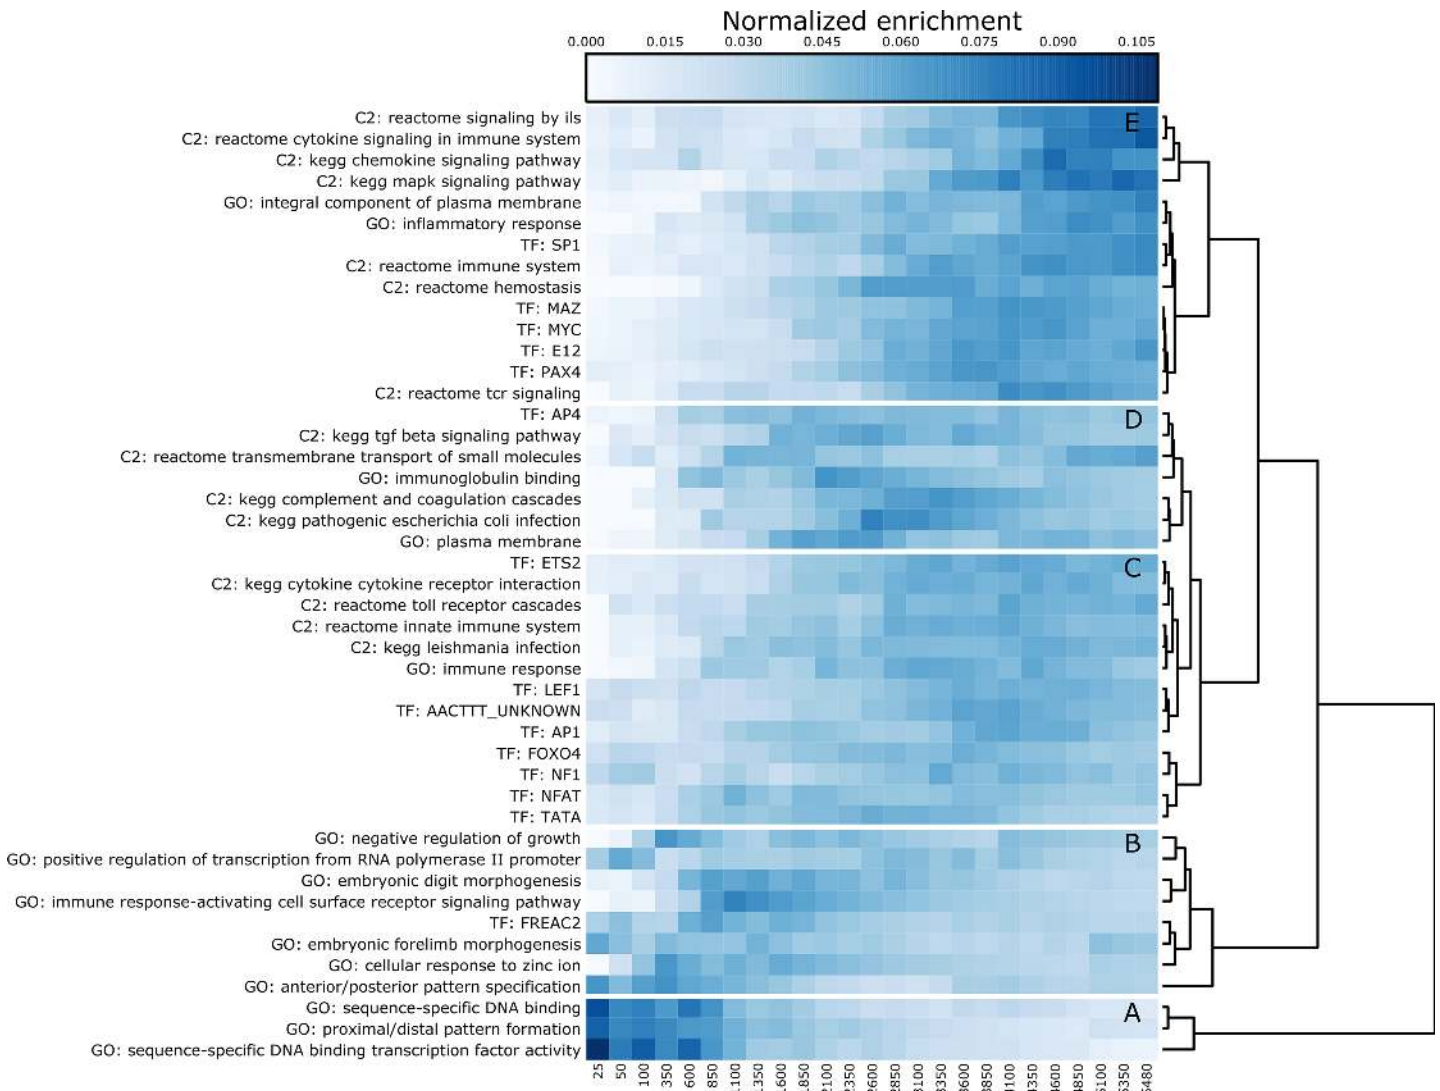 Normalized enrichment
0.000 0.015 0.030 0.045 0.060 0.075 0.090 0.105
C2: reactome signaling by ils
E
C2: reactome cytokine signaling in immune system
C2: kegg chemokine signaling pathway
C2: kegg mapk signaling pathway
GO: integral component of plasma membrane
GO: inflammatory response
TF: SP1
C2: reactome immune system
C2: reactome hemostasis
TF: MAZ
TF: MYC
TF: E12
TF: PAX4
C2: reactome tcr signaling
TF: AP4
D
C2: kegg tgf beta signaling pathway
C2: reactome transmembrane transport of small molecules
GO: immunoglobulin binding
C2: kegg complement and coagulation cascades
C2: kegg pathogenic escherichia coli infection
GO: plasma membrane
TF: ETS2
C
C2: kegg cytokine cytokine receptor interaction
C2: reactome toll receptor cascades
C2: reactome innate immune system
C2: kegg leishmania infection
GO: immune response
TF: LEF1
TF: AACTTT_UNKNOWN
TF: AP1
TF: FOXO4
TF: NF1
TF: NFAT
TF: TATA
GO: negative regulation of growth
B
GO: positive regulation of transcription from RNA polymerase II promoter
GO: embryonic digit morphogenesis
GO: immune response-activating cell surface receptor signaling pathway
TF: FREAC2
GO: embryonic forelimb morphogenesis
GO: cellular response to zinc ion
GO: anterior/posterior pattern specification
GO: sequence-specific DNA binding
A
GO: proximal/distal pattern formation
GO: sequence-specific DNA binding transcription factor activity
25 50 100 350 600 850